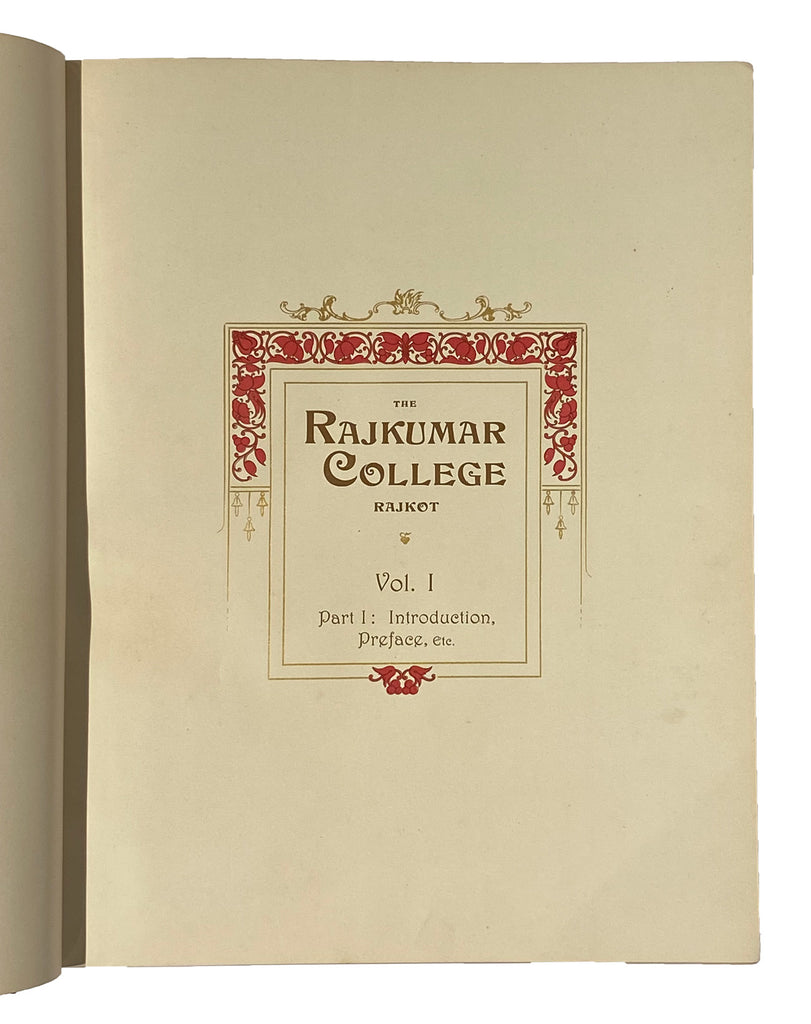 THE
RAJKUMAR
COLLEGE
RAJKOT
Vol. I
Part I: Introduction,
Preface, etc.